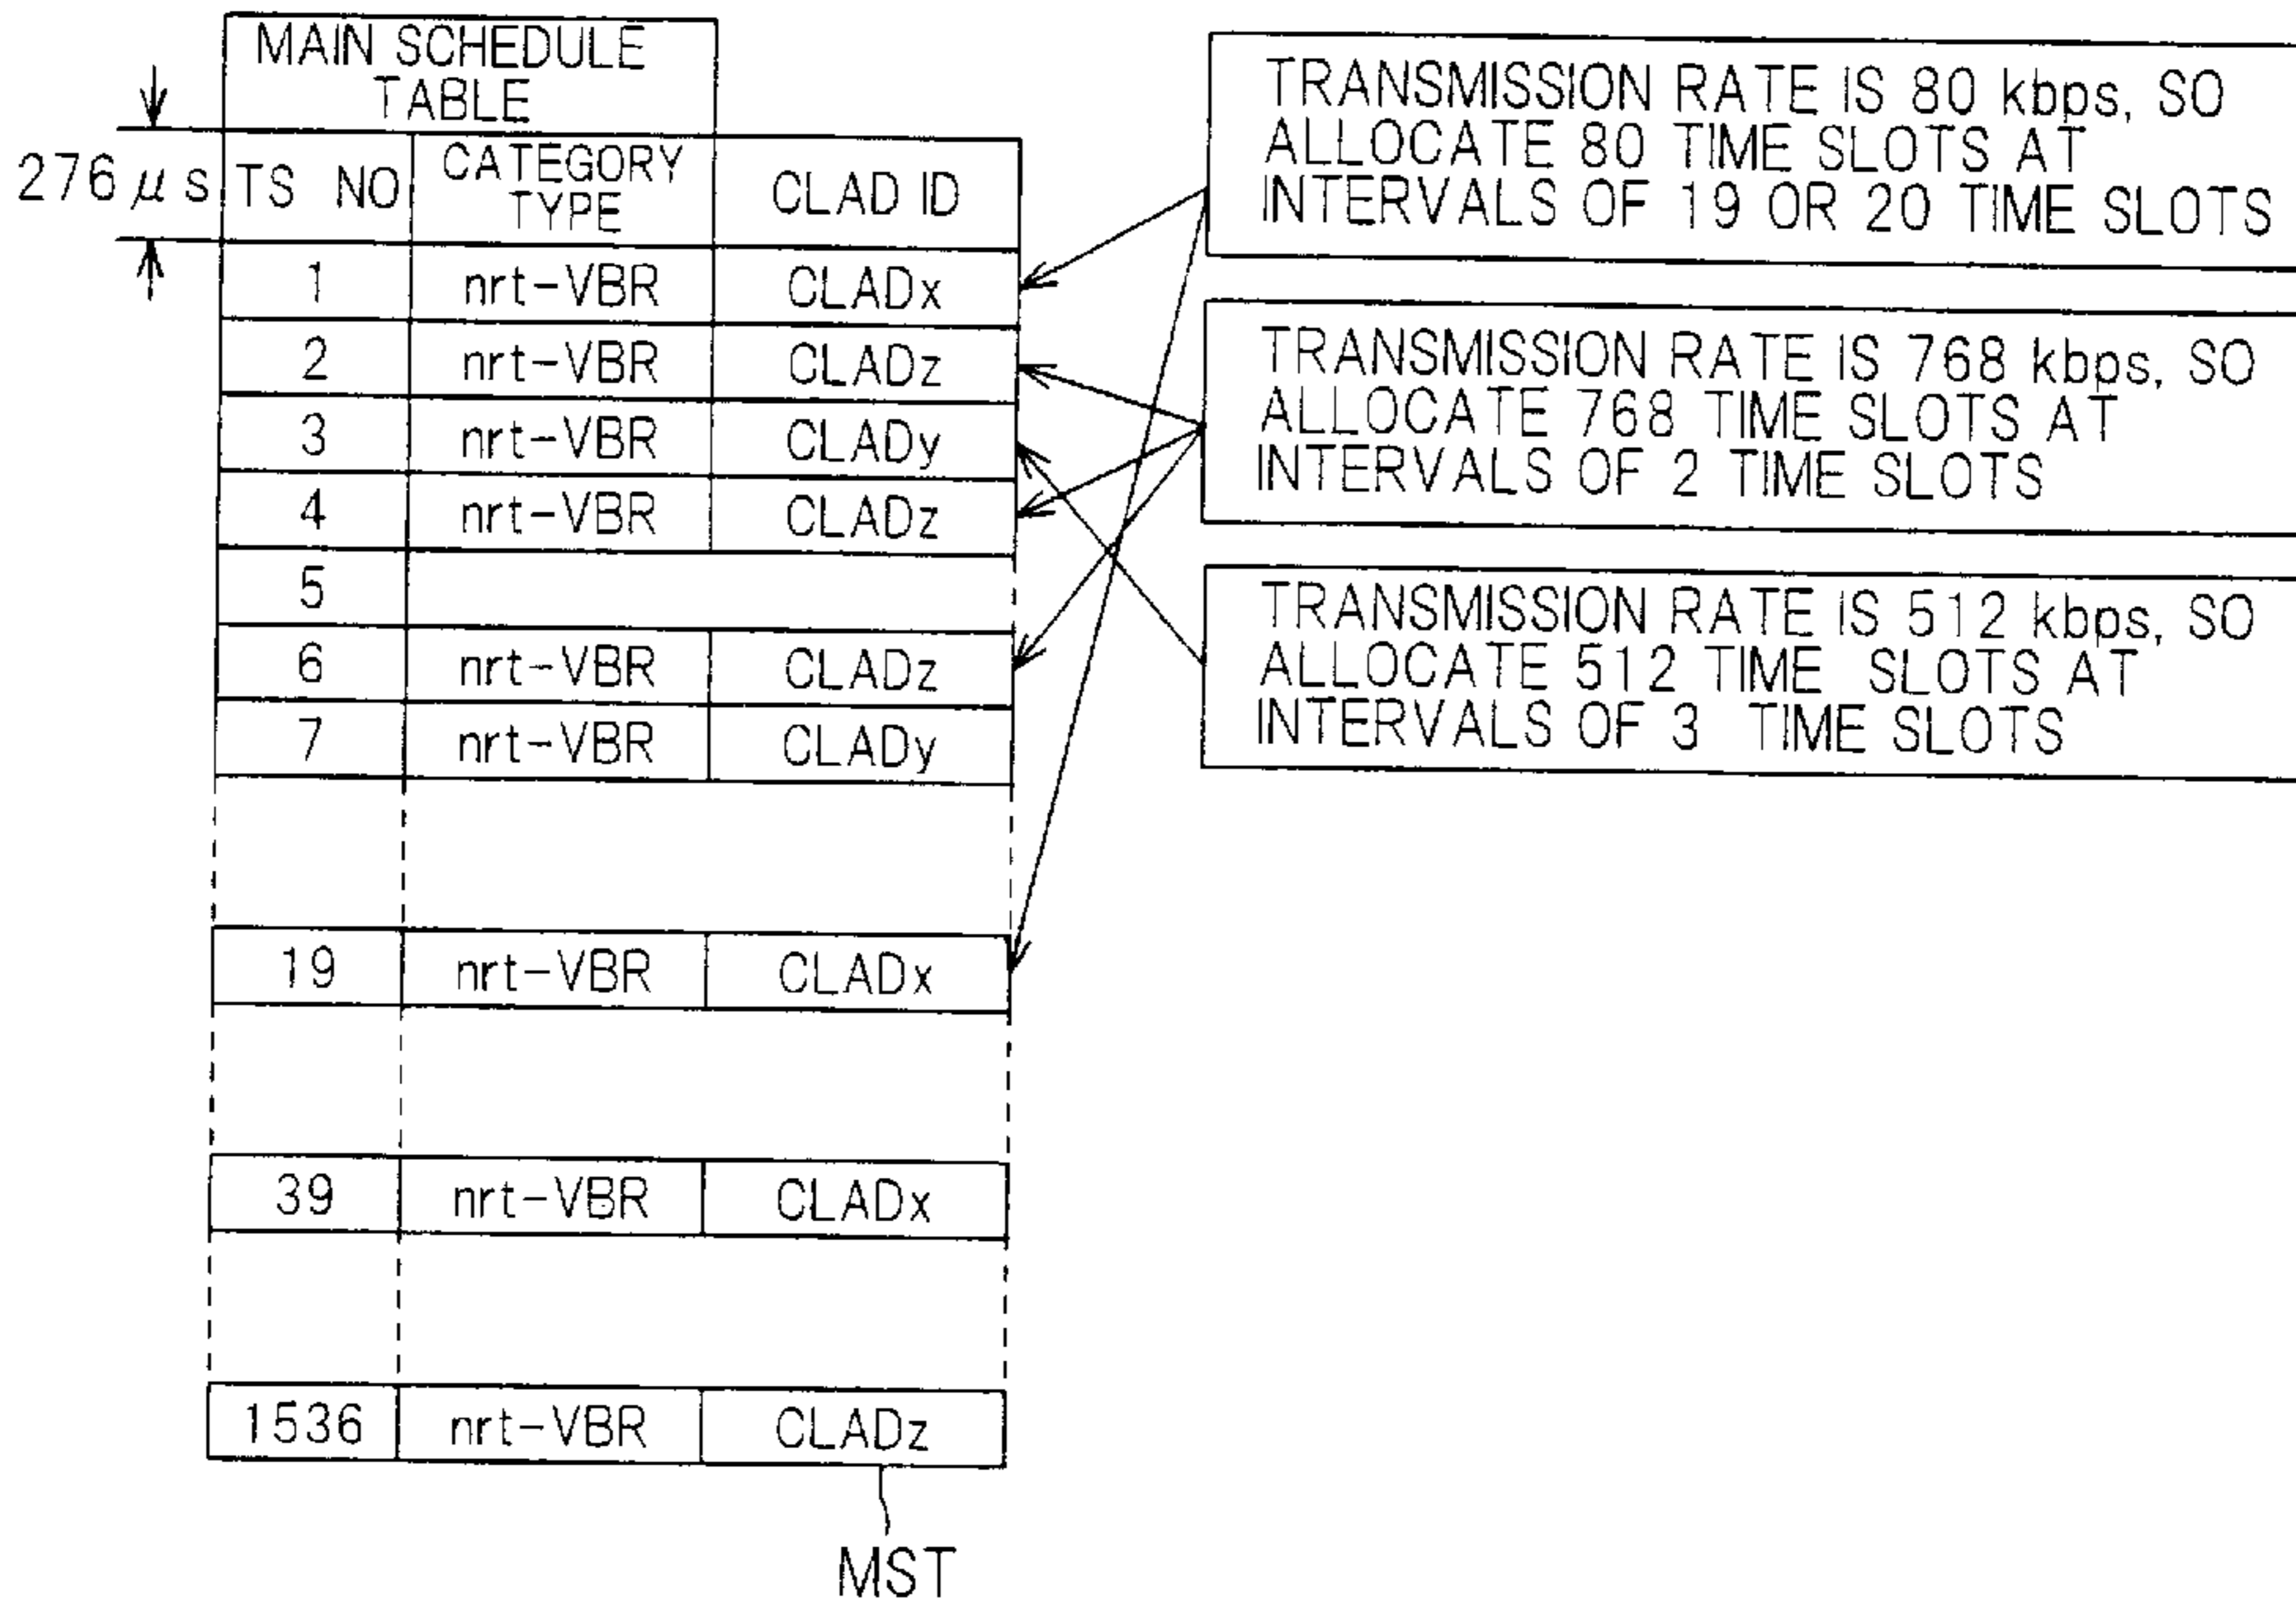 MAIN SCHEDULE
TABLE
276 μs
TS NO
CATEGORY
TYPE
CLAD ID
1 nrt-VBR CLADx
2 nrt-VBR CLADz
3 nrt-VBR CLADy
4 nrt-VBR CLADz
5
6 nrt-VBR CLADz
7 nrt-VBR CLADy
19 nrt-VBR CLADx
39 nrt-VBR CLADx
1536 nrt-VBR CLADz
MST
TRANSMISSION RATE IS 80 kbps, SO
ALLOCATE 80 TIME SLOTS AT
INTERVALS OF 19 OR 20 TIME SLOTS
TRANSMISSION RATE IS 768 kbps, SO
ALLOCATE 768 TIME SLOTS AT
INTERVALS OF 2 TIME SLOTS
TRANSMISSION RATE IS 512 kbps, SO
ALLOCATE 512 TIME SLOTS AT
INTERVALS OF 3 TIME SLOTS